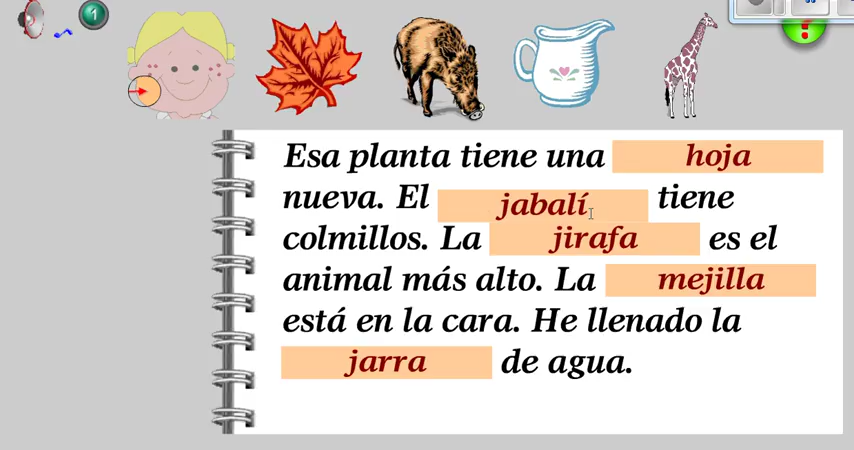 1
?
Esa planta tiene una hoja
nueva. El jabalí tiene
colmillos. La jirafa es el
animal más alto. La mejilla
está en la cara. He llenado la
jarra de agua.